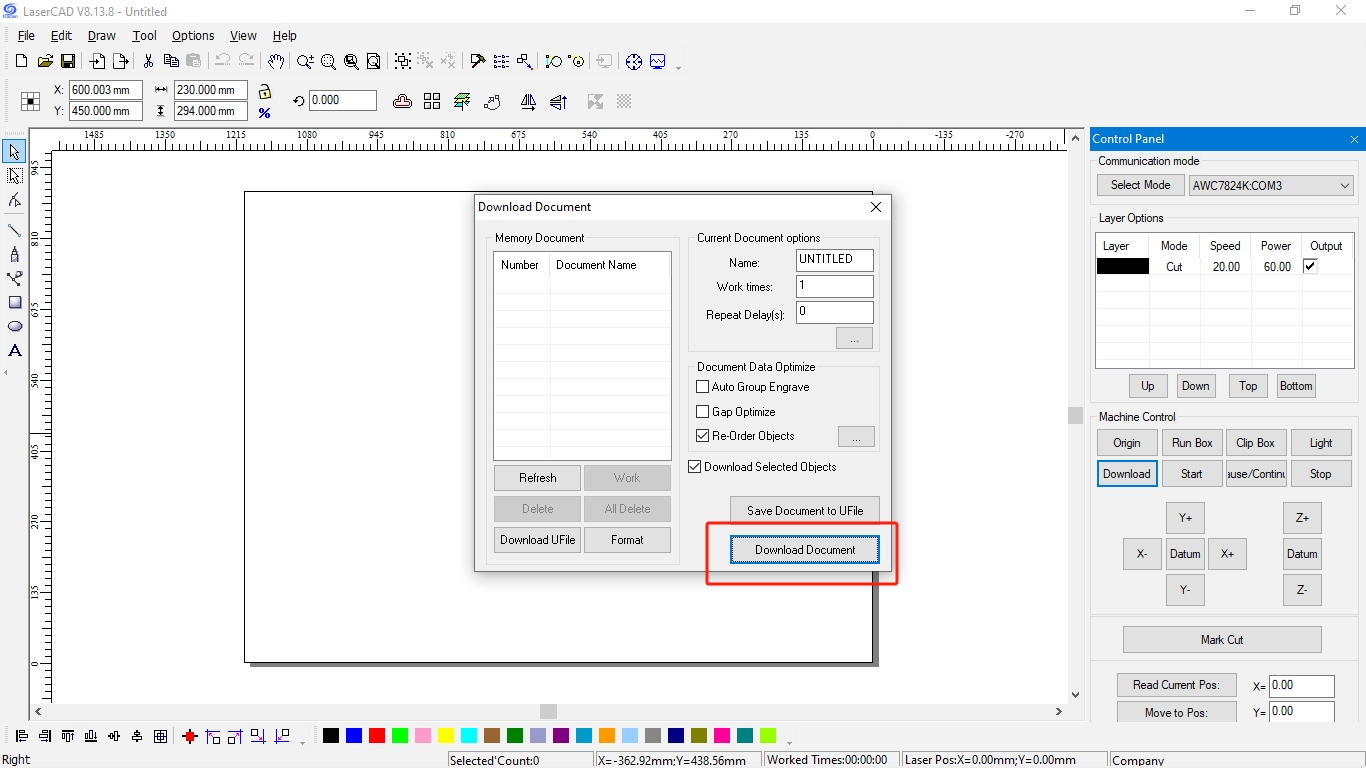 LaserCAD V8.13.8 - Untitled
File Edit Draw Tool Options View Help
X: 600.003 mm 230.000 mm
Y: 450.000 mm 294.000 mm % 0.000
1485 1350 1215 1080 945 810 675 540 405 270 135 0 -135 -270
945
810
675
540
405
270
135
0
Download Document
Memory Document
Number Document Name
Refresh Work
Delete All Delete
Download UFile Format
Current Document options
Name: UNTITLED
Work times: 1
Repeat Delay(s): 0
...
Document Data Optimize
Auto Group Engrave
Gap Optimize
Re-Order Objects ...
Download Selected Objects
Save Document to UFile
Download Document
Control Panel
Communication mode
Select Mode AWC7824K:COM3
Layer Options
Layer Mode Speed Power Output
Cut 20.00 60.00
Up Down Top Bottom
Machine Control
Origin Run Box Clip Box Light
Download Start ause/Continu Stop
Y+ Z+
X- Datum X+ Datum
Y- Z-
Mark Cut
Read Current Pos: X= 0.00
Move to Pos: Y= 0.00
Right Selected'Count:0 X=-362.92mm;Y=438.56mm Worked Times:00:00:00 Laser Pos:X=0.00mm;Y=0.00mm Company